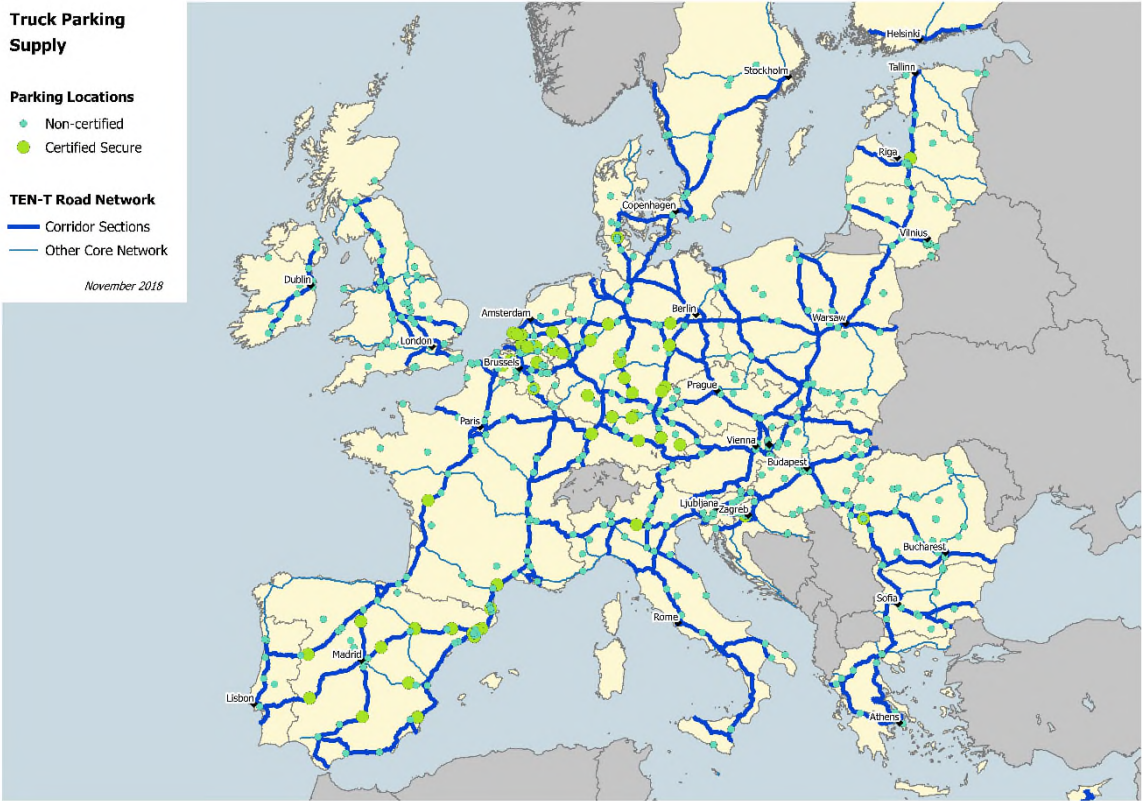 Truck Parking
Supply
Parking Locations
Non-certified
Certified Secure
TEN-T Road Network
Corridor Sections
Other Core Network
November 2018
Helsinki
Tallinn
Stockholm
Riga
Copenhagen
Vilnius
Dublin
Amsterdam
Berlin
Warsaw
London
Brussels
Prague
Paris
Vienna
Budapest
Ljubljana
Zagreb
Bucharest
Sofia
Rome
Madrid
Lisbon
Athens